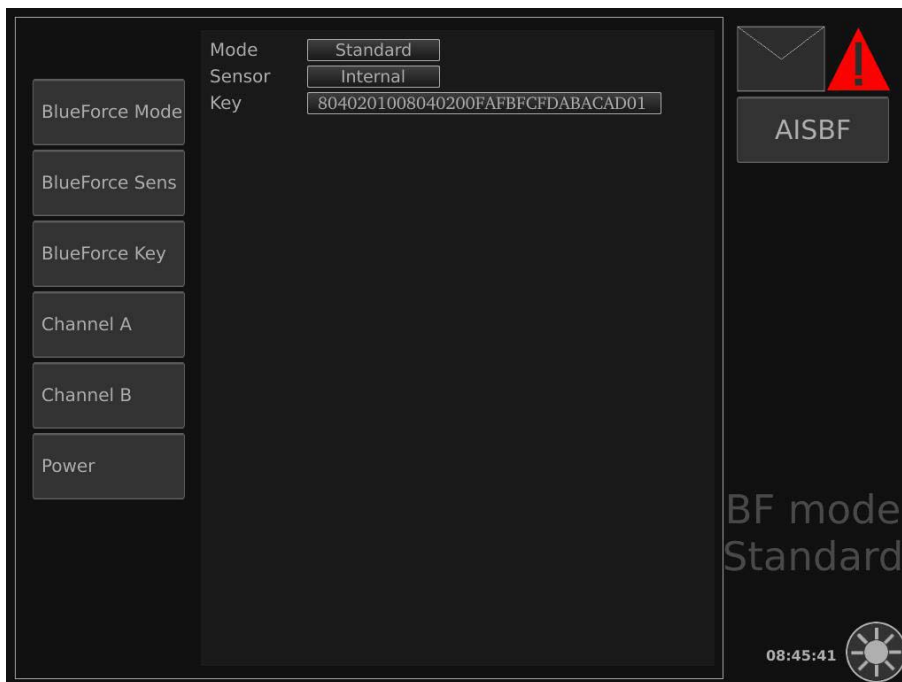 Mode Standard
Sensor Internal
Key 8040201008040200FAFBFCFDABACAD01
BlueForce Mode
BlueForce Sens
BlueForce Key
Channel A
Channel B
Power
AISBF
BF mode
Standard
08:45:41